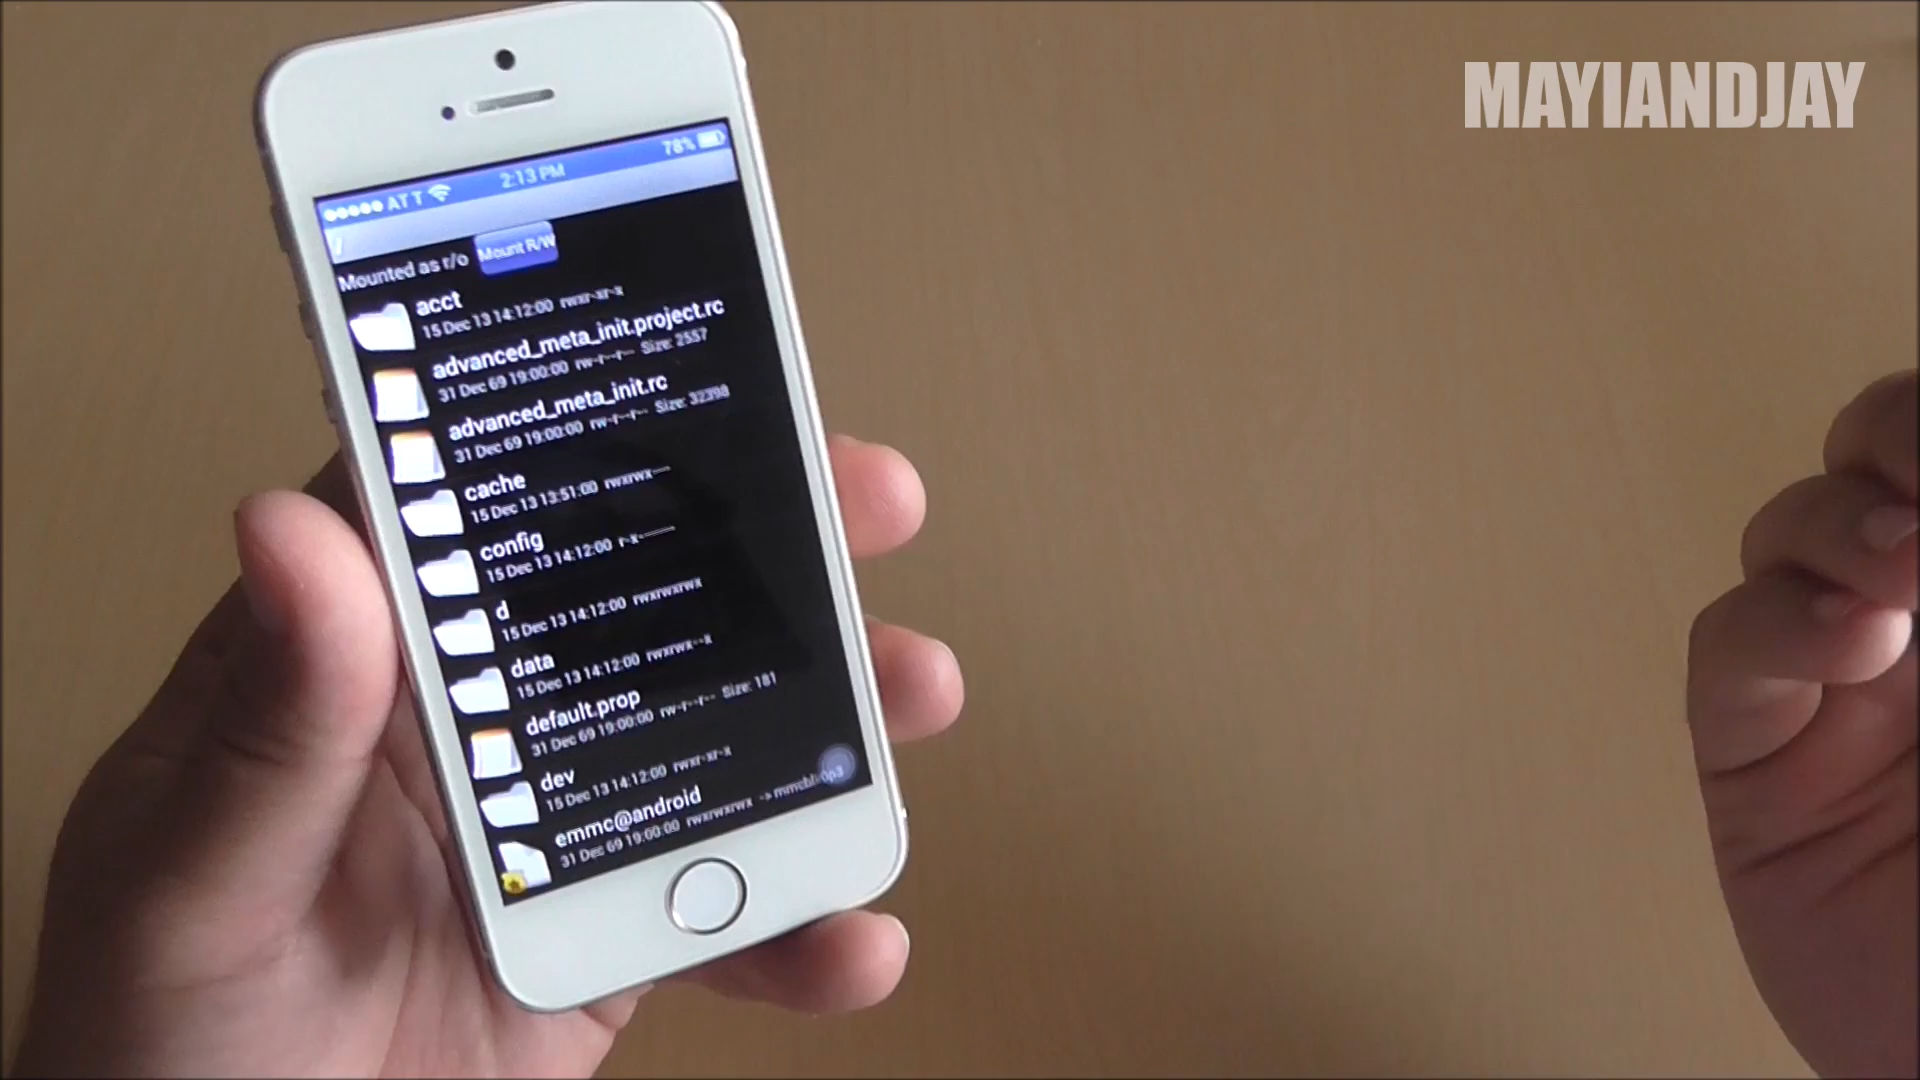 MAYIANDJAY
AT T 2:13 PM 78%
/
Mounted as r/o Mount R/W
acct
15 Dec 13 14:12:00 rwxr-xr-x
advanced_meta_init.project.rc
31 Dec 69 19:00:00 rw-r--r-- Size: 2557
advanced_meta_init.rc
31 Dec 69 19:00:00 rw-r--r-- Size: 32398
cache
15 Dec 13 13:51:00 rwxrwx---
config
15 Dec 13 14:12:00 r-x------
d
15 Dec 13 14:12:00 rwxrwxrwx
data
15 Dec 13 14:12:00 rwxrwx--x
default.prop
31 Dec 69 19:00:00 rw-r--r-- Size: 181
dev
15 Dec 13 14:12:00 rwxr-xr-x
emmc@android
31 Dec 69 19:00:00 rwxrwxrwx ->